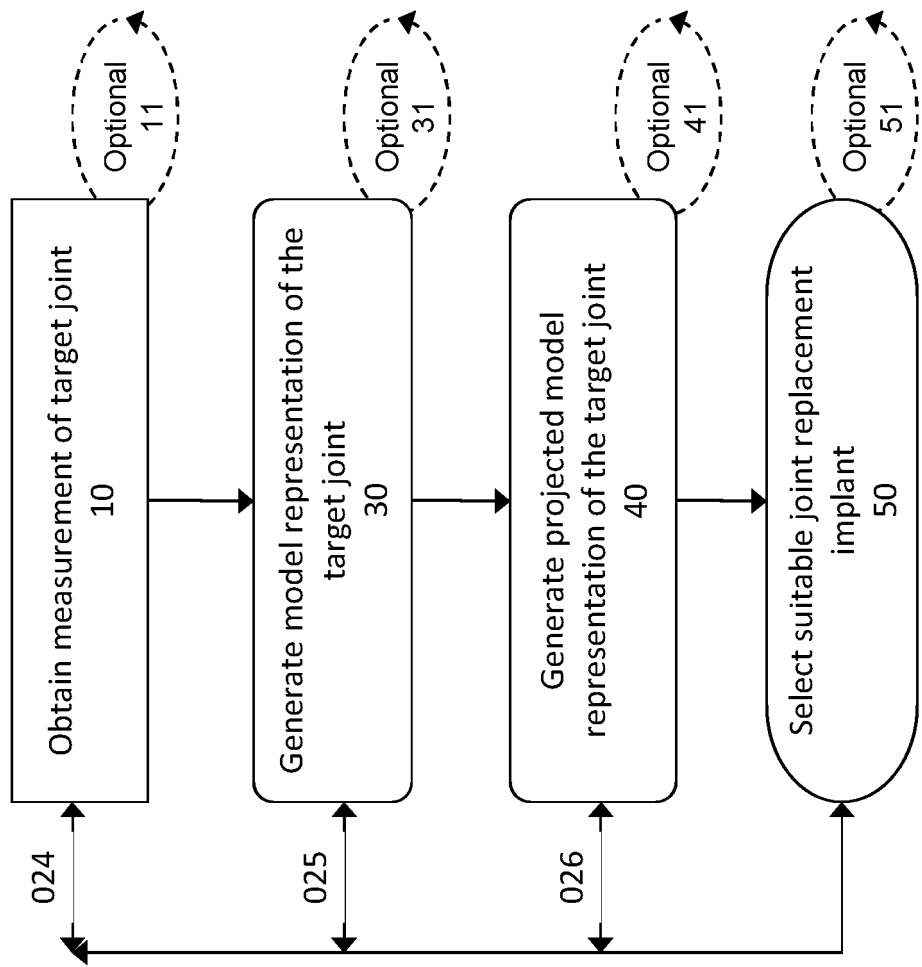 Obtain measurement of target joint
10
Optional
11
024
Generate model representation of the
target joint
30
Optional
31
025
Generate projected model
representation of the target joint
40
Optional
41
026
Select suitable joint replacement
implant
50
Optional
51